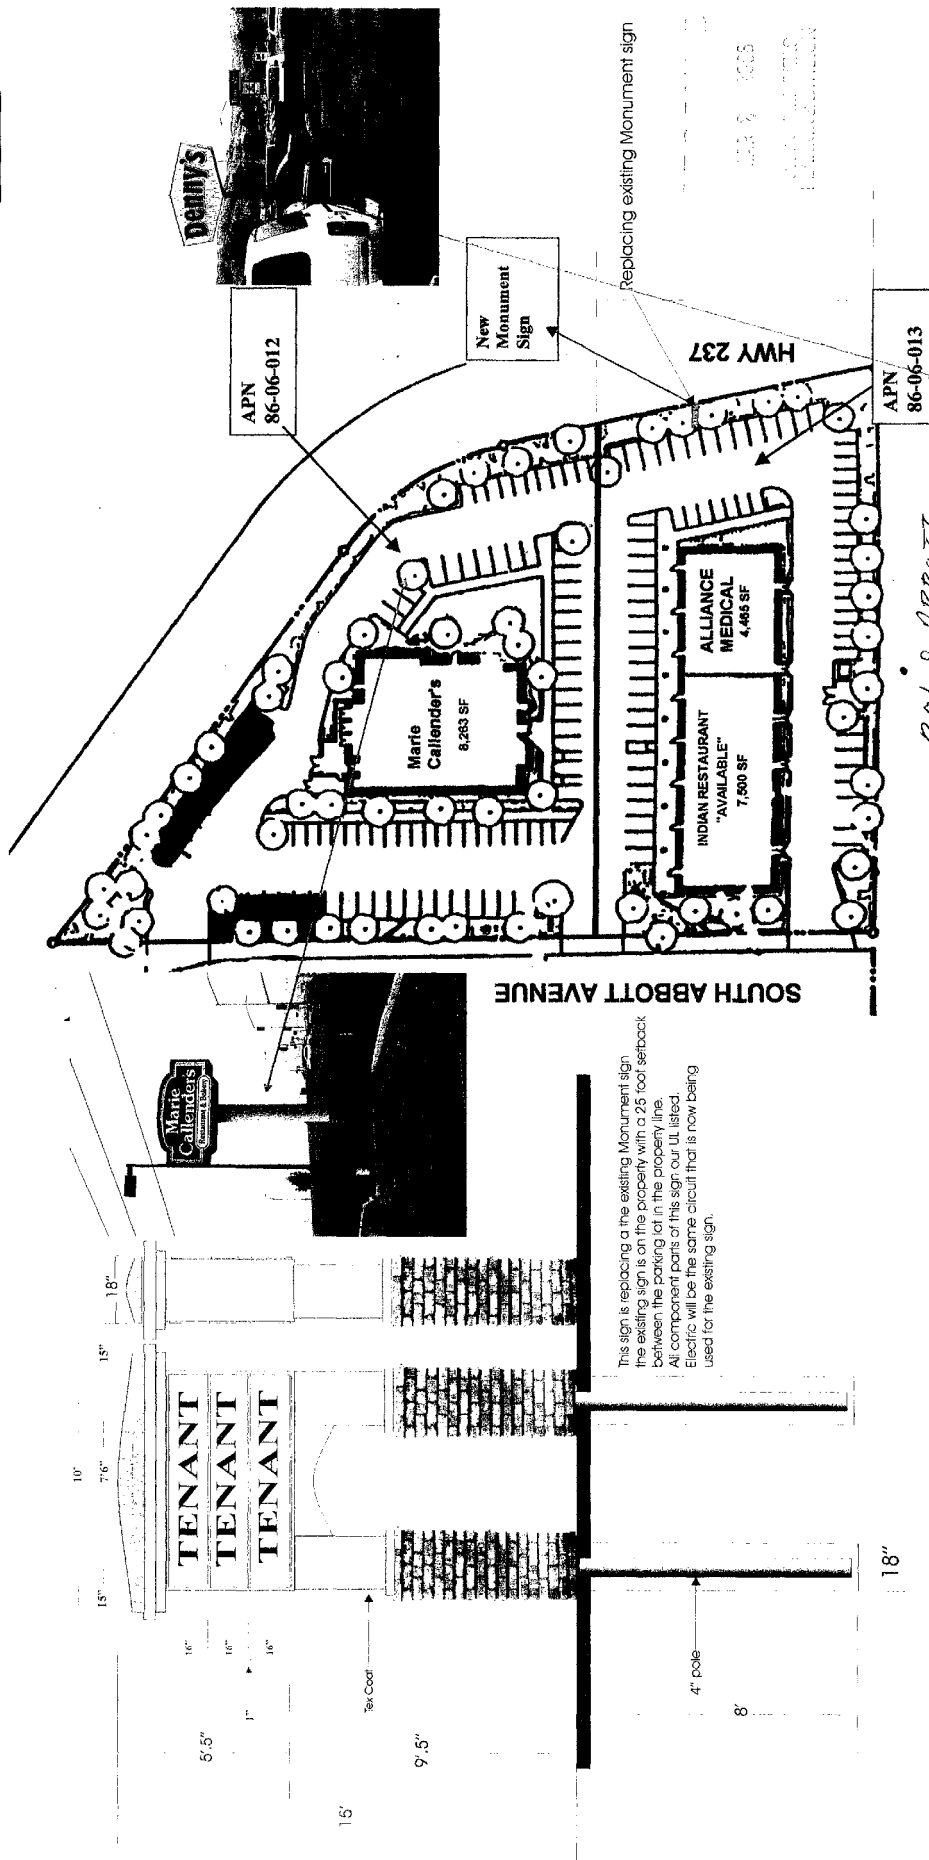 10'
15"
7'6"
15"
18"
TENANT
TENANT
TENANT
16"
16"
1"
16"
5'.5"
Tex Coat
9'.5"
15'
4" pole
8'
18"
Marie
Callender's
Restaurant & Bakery
This sign is replacing a the existing Monument sign
the existing sign is on the property with a 25 foot setback
between the parking lot in the property line.
All component parts of this sign our UL listed.
Electric will be the same circuit that is now being
used for the existing sign.
SOUTH ABBOTT AVENUE
Marie
Callender's
8,263 SF
INDIAN RESTAURANT
"AVAILABLE"
7,500 SF
ALLIANCE
MEDICAL
4,465 SF
HWY 237
APN
86-06-012
New
Monument
Sign
APN
86-06-013
Denny's
Replacing existing Monument sign